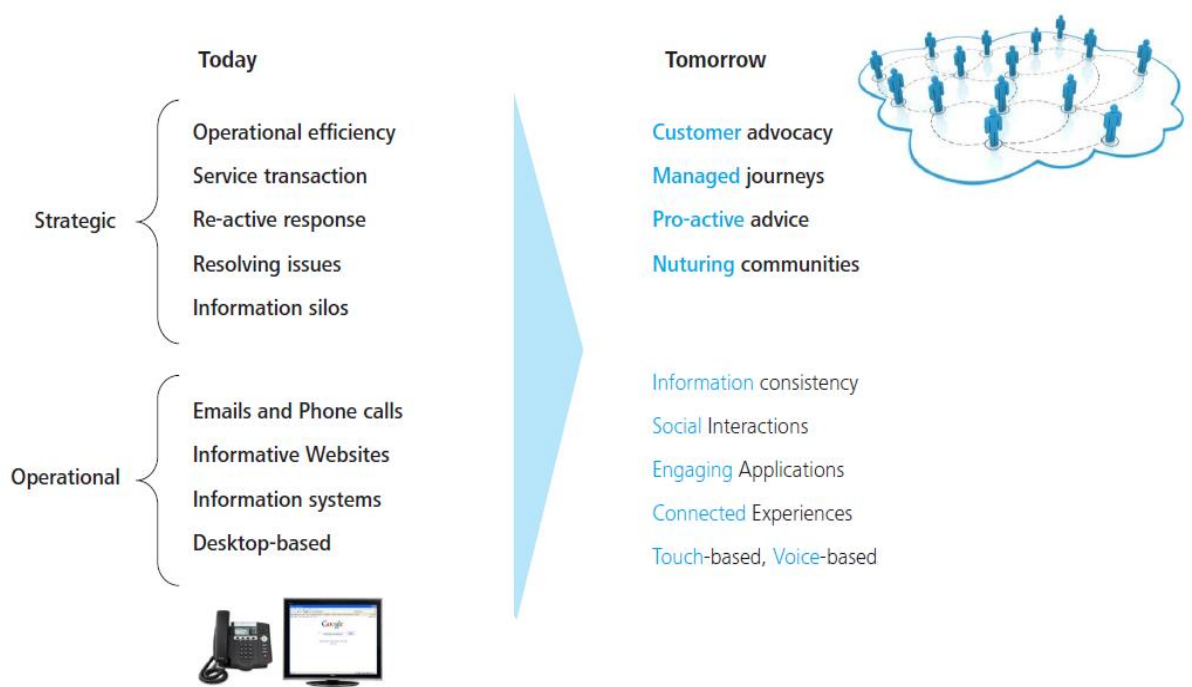 Today
Strategic
Operational efficiency
Service transaction
Re-active response
Resolving issues
Information silos
Operational
Emails and Phone calls
Informative Websites
Information systems
Desktop-based
Google
Tomorrow
Customer advocacy
Managed journeys
Pro-active advice
Nuturing communities
Information consistency
Social Interactions
Engaging Applications
Connected Experiences
Touch-based, Voice-based